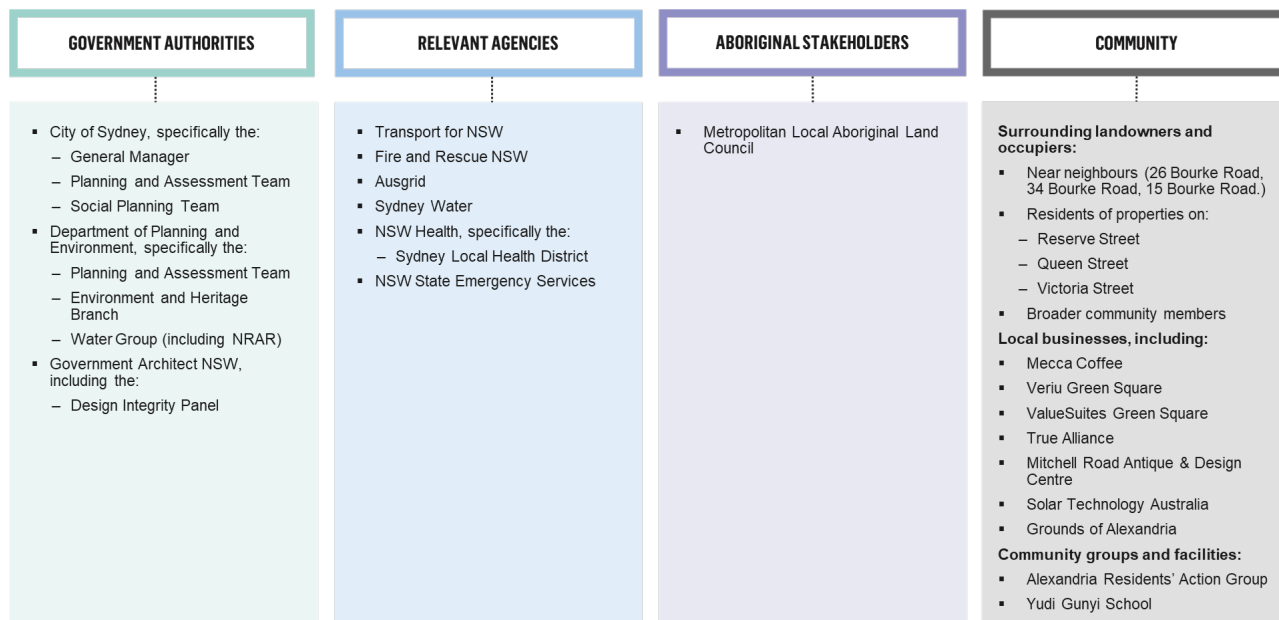 GOVERNMENT AUTHORITIES
▪ City of Sydney, specifically the:
– General Manager
– Planning and Assessment Team
– Social Planning Team
▪ Department of Planning and
Environment, specifically the:
– Planning and Assessment Team
– Environment and Heritage
Branch
– Water Group (including NRAR)
▪ Government Architect NSW,
including the:
– Design Integrity Panel
RELEVANT AGENCIES
▪ Transport for NSW
▪ Fire and Rescue NSW
▪ Ausgrid
▪ Sydney Water
▪ NSW Health, specifically the:
– Sydney Local Health District
▪ NSW State Emergency Services
ABORIGINAL STAKEHOLDERS
▪ Metropolitan Local Aboriginal Land
Council
COMMUNITY
Surrounding landowners and
occupiers:
▪ Near neighbours (26 Bourke Road,
34 Bourke Road, 15 Bourke Road.)
▪ Residents of properties on:
– Reserve Street
– Queen Street
– Victoria Street
▪ Broader community members
Local businesses, including:
▪ Mecca Coffee
▪ Veriu Green Square
▪ ValueSuites Green Square
▪ True Alliance
▪ Mitchell Road Antique & Design
Centre
▪ Solar Technology Australia
▪ Grounds of Alexandria
Community groups and facilities:
▪ Alexandria Residents’ Action Group
▪ Yudi Gunyi School